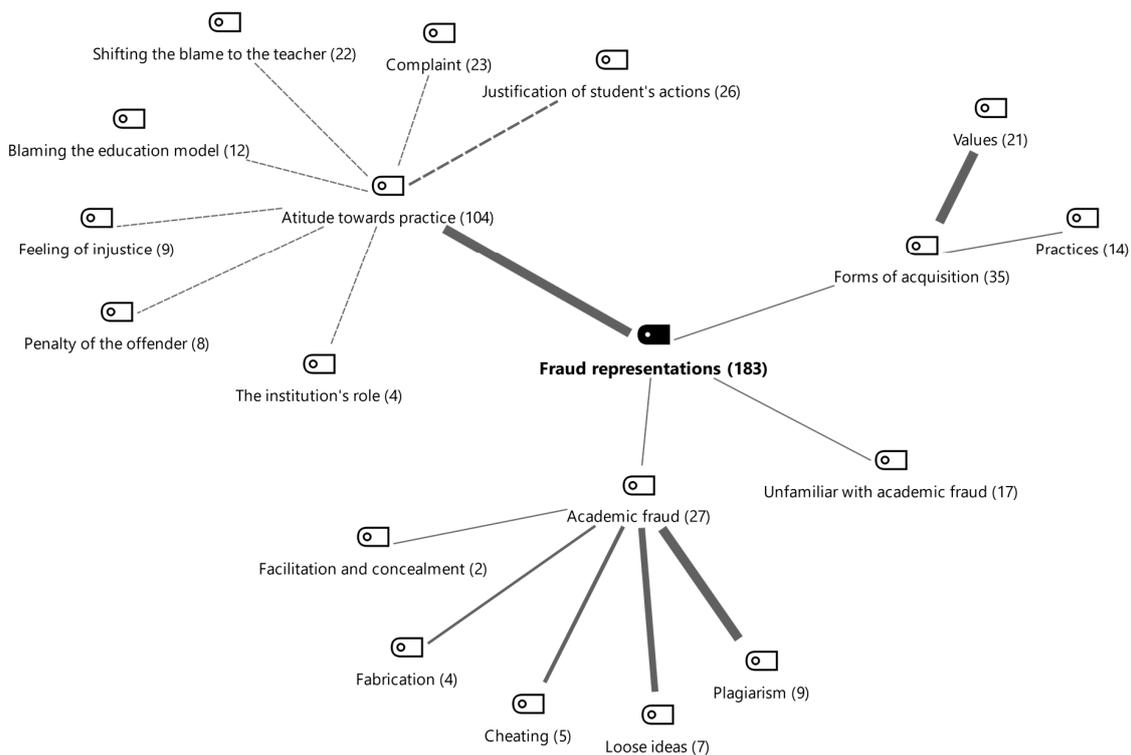 Shifting the blame to the teacher (22)
Complaint (23)
Justification of student's actions (26)
Values (21)
Blaming the education model (12)
Atitude towards practice (104)
Feeling of injustice (9)
Practices (14)
Forms of acquisition (35)
Penalty of the offender (8)
Fraud representations (183)
The institution's role (4)
Unfamiliar with academic fraud (17)
Academic fraud (27)
Facilitation and concealment (2)
Fabrication (4)
Plagiarism (9)
Cheating (5)
Loose ideas (7)